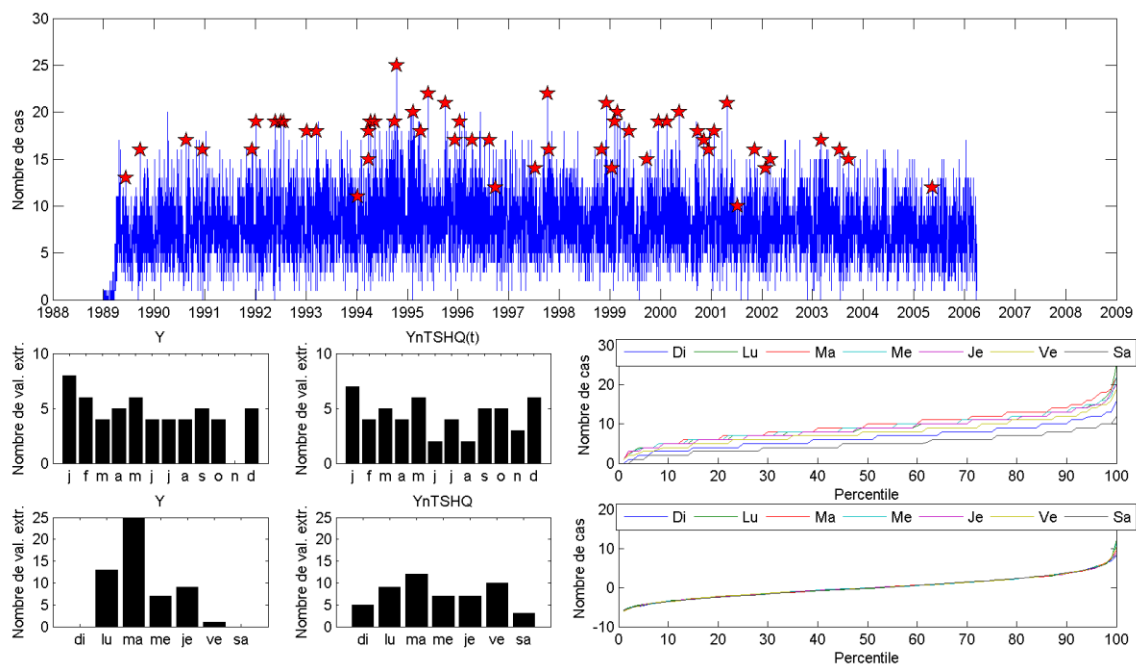 30
25
20
15
10
5
0
Nombre de cas
1988 1989 1990 1991 1992 1993 1994 1995 1996 1997 1998 1999 2000 2001 2002 2003 2004 2005 2006 2007 2008 2009
Y
10
5
0
Nombre de val. extr.
j f m a m j j a s o n d
YnTSHQ(t)
10
5
0
Nombre de val. extr.
j f m a m j j a s o n d
Di Lu Ma Me Je Ve Sa
30
20
10
0
Nombre de cas
0 10 20 30 40 50 60 70 80 90 100
Percentile
Y
25
20
15
10
5
0
Nombre de val. extr.
di lu ma me je ve sa
YnTSHQ
25
20
15
10
5
0
Nombre de val. extr.
di lu ma me je ve sa
Di Lu Ma Me Je Ve Sa
20
10
0
-10
Nombre de cas
0 10 20 30 40 50 60 70 80 90 100
Percentile